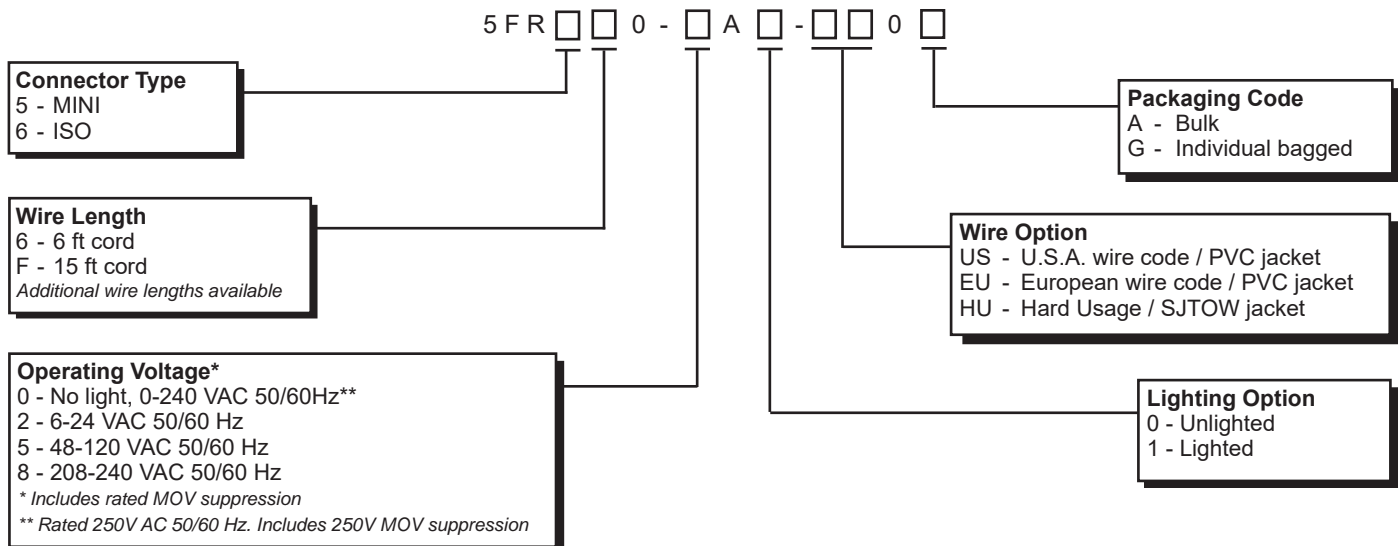 5 F R □ □ 0 - □ A □ - □ □ 0 □
Connector Type
5 - MINI
6 - ISO
Packaging Code
A - Bulk
G - Individual bagged
Wire Length
6 - 6 ft cord
F - 15 ft cord
Additional wire lengths available
Wire Option
US - U.S.A. wire code / PVC jacket
EU - European wire code / PVC jacket
HU - Hard Usage / SJTOW jacket
Operating Voltage*
0 - No light, 0-240 VAC 50/60Hz**
2 - 6-24 VAC 50/60 Hz
5 - 48-120 VAC 50/60 Hz
8 - 208-240 VAC 50/60 Hz
* Includes rated MOV suppression
** Rated 250V AC 50/60 Hz. Includes 250V MOV suppression
Lighting Option
0 - Unlighted
1 - Lighted